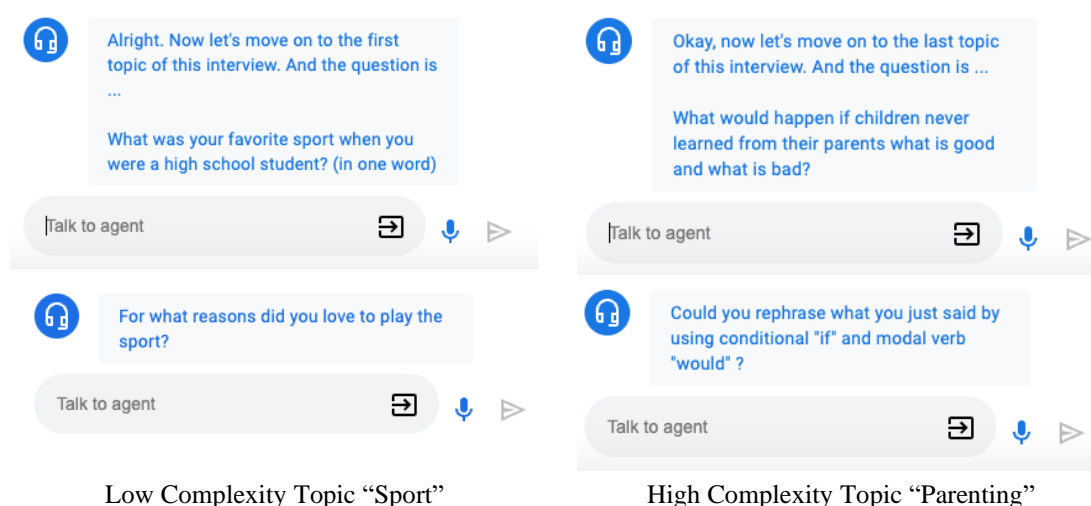 Alright. Now let's move on to the first
topic of this interview. And the question is
...
What was your favorite sport when you
were a high school student? (in one word)
Talk to agent
For what reasons did you love to play the
sport?
Talk to agent
Low Complexity Topic “Sport”
Okay, now let's move on to the last topic
of this interview. And the question is ...
What would happen if children never
learned from their parents what is good
and what is bad?
Talk to agent
Could you rephrase what you just said by
using conditional "if" and modal verb
"would" ?
Talk to agent
High Complexity Topic “Parenting”